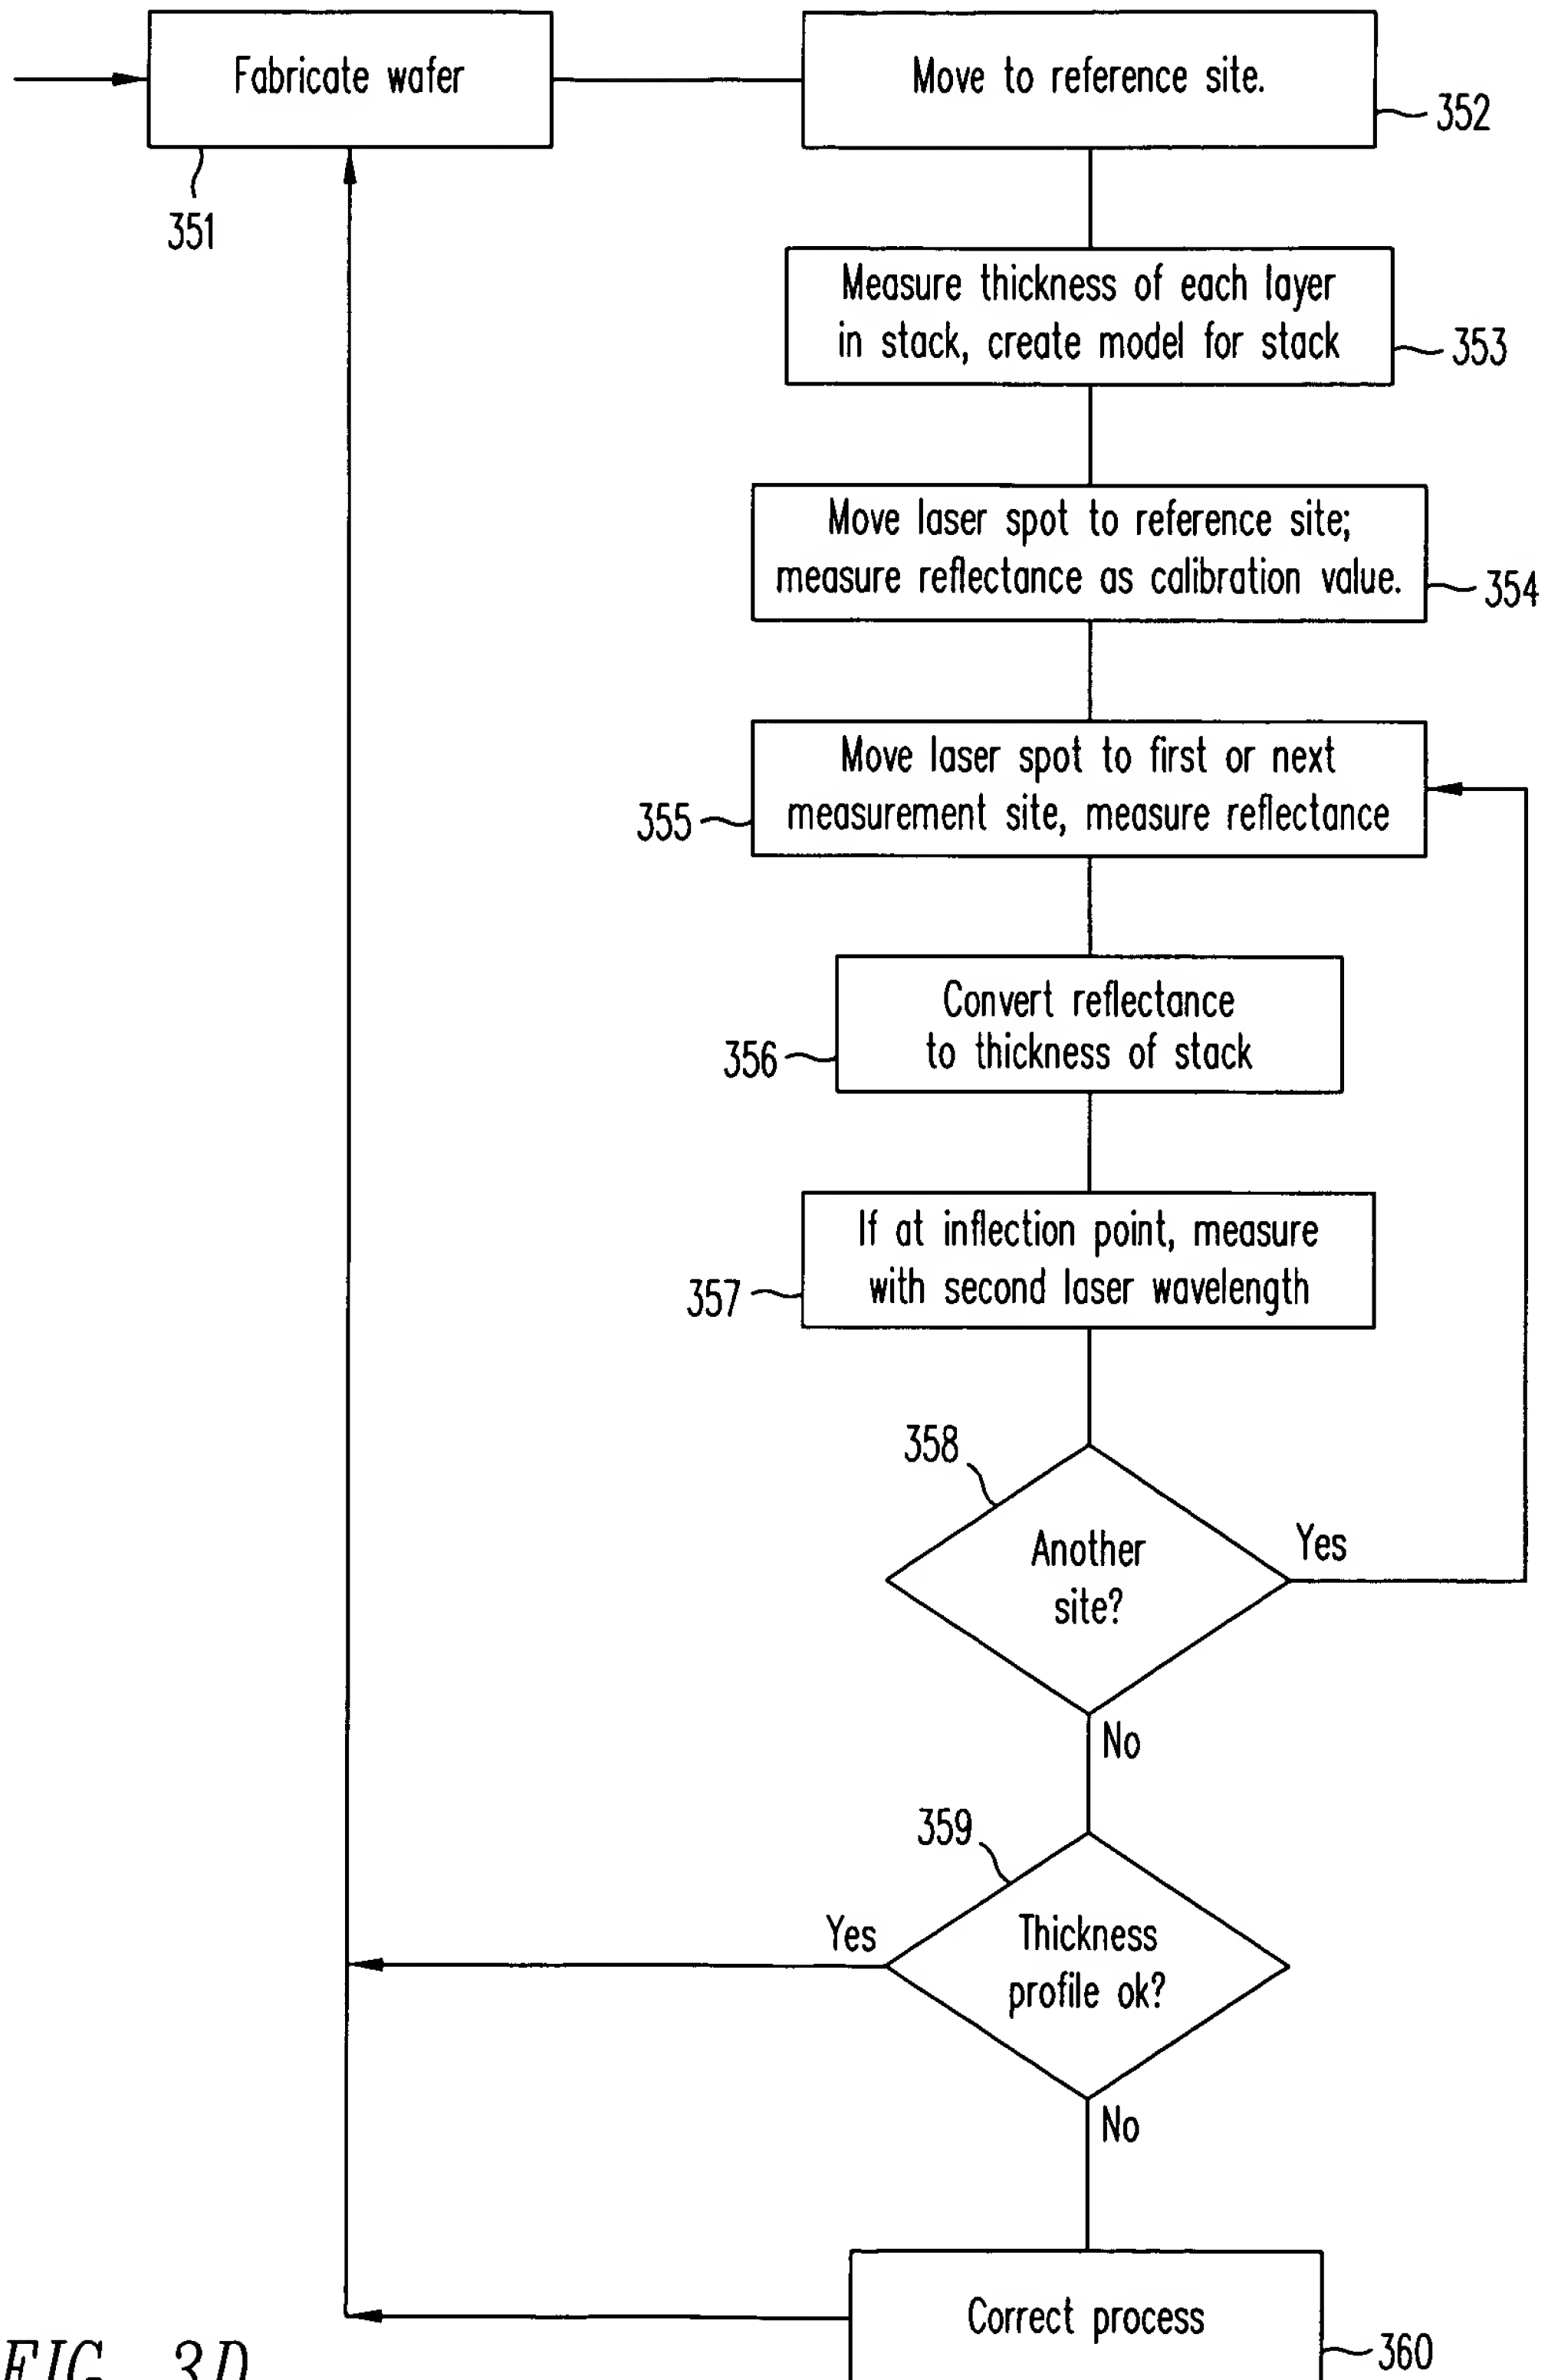 Fabricate wafer
351
Move to reference site.
352
Measure thickness of each layer
in stack, create model for stack
353
Move laser spot to reference site;
measure reflectance as calibration value.
354
Move laser spot to first or next
measurement site, measure reflectance
355
Convert reflectance
to thickness of stack
356
If at inflection point, measure
with second laser wavelength
357
358
Another
site?
Yes
No
359
Thickness
profile ok?
Yes
No
Correct process
360
FIG. 3D